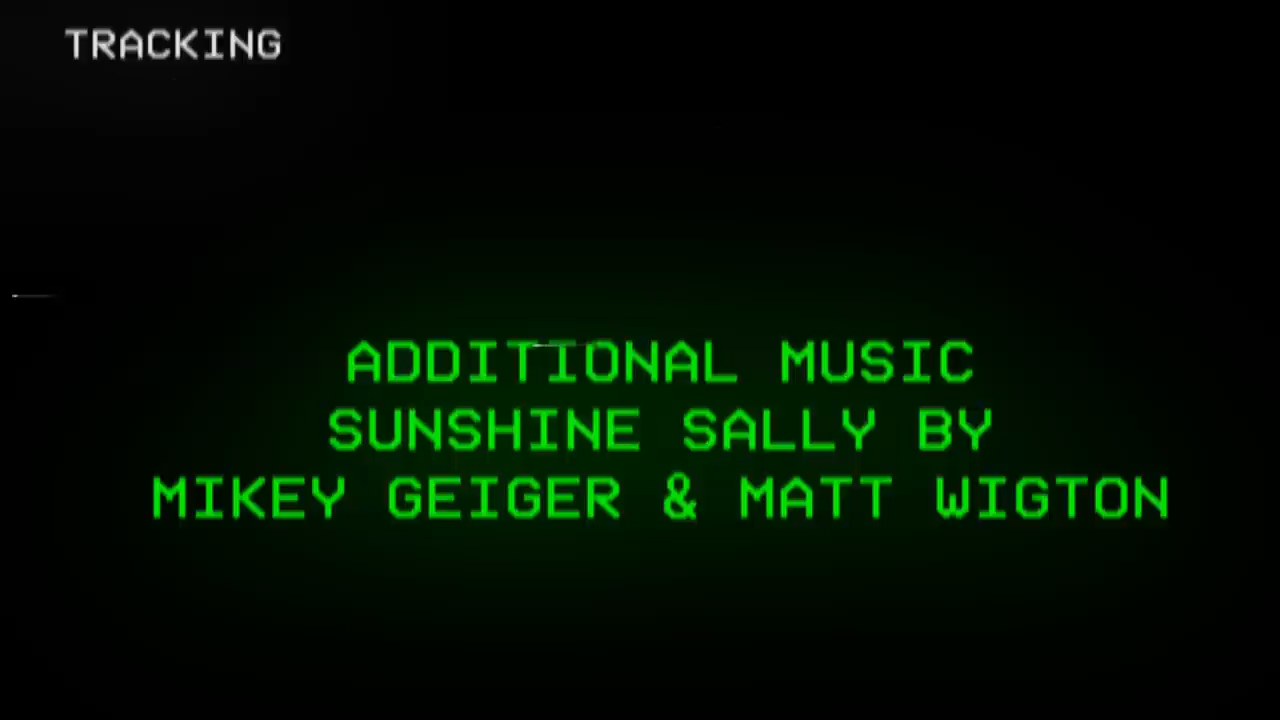 TRACKING
ADDITIONAL MUSIC
SUNSHINE SALLY BY
MIKEY GEIGER & MATT WIGTON